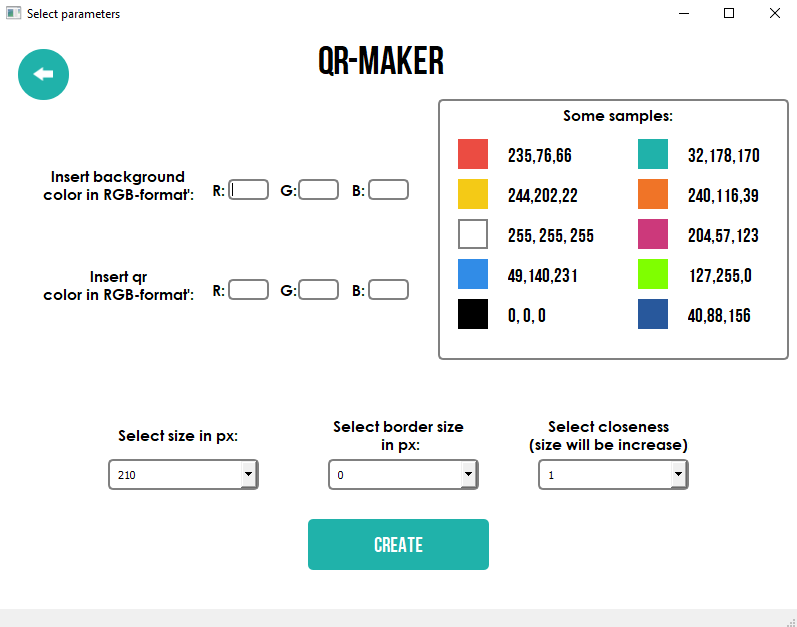 Select parameters
QR-MAKER
Some samples:
235,76,66
32,178,170
244,202,22
240,116,39
255, 255, 255
204,57,123
49,140,231
127,255,0
0, 0, 0
40,88,156
Insert background
color in RGB-format':
R:
G:
B:
Insert qr
color in RGB-format':
R:
G:
B:
Select size in px:
210
Select border size
in px:
0
Select closeness
(size will be increase)
1
CREATE